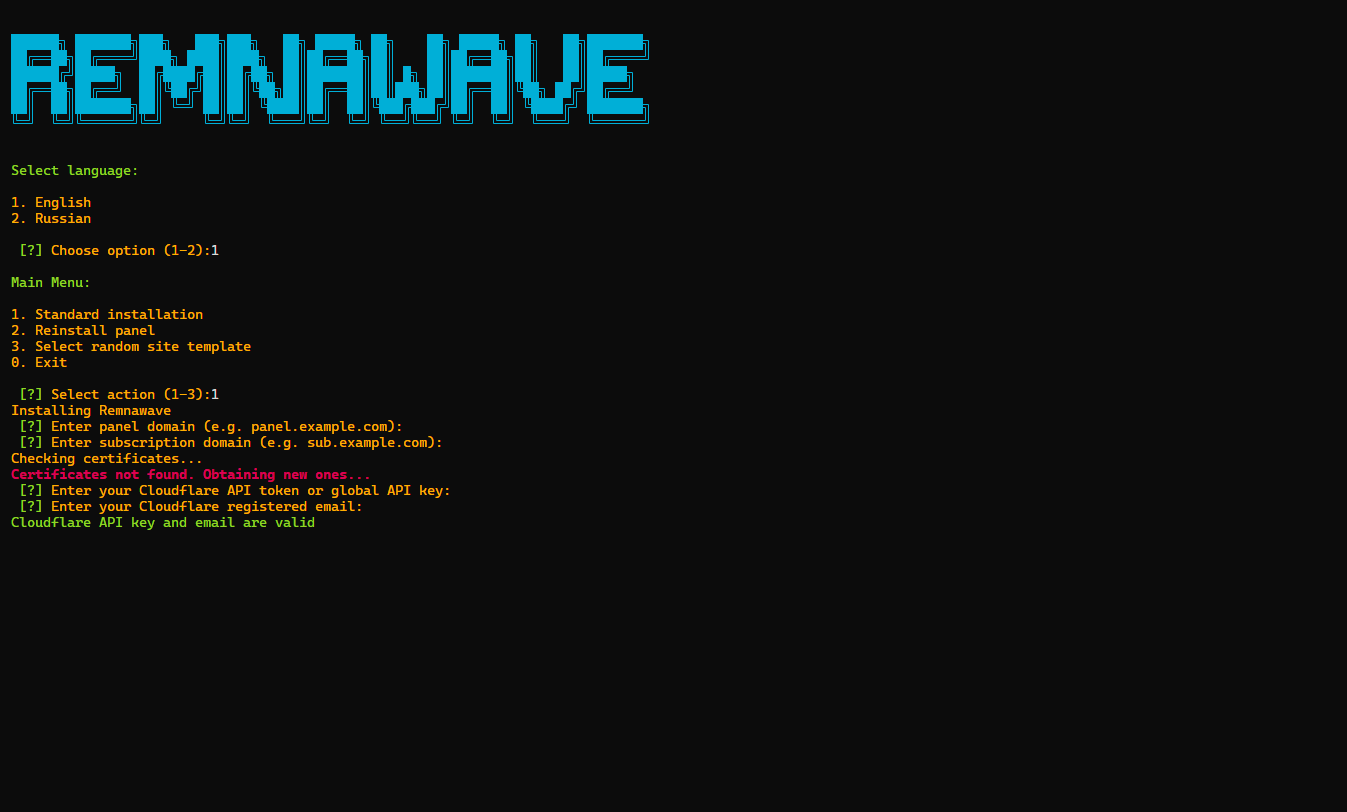 REMNAWAVE
Select language:
1. English
2. Russian
[?] Choose option (1-2):1
Main Menu:
1. Standard installation
2. Reinstall panel
3. Select random site template
0. Exit
[?] Select action (1-3):1
Installing Remnawave
[?] Enter panel domain (e.g. panel.example.com):
[?] Enter subscription domain (e.g. sub.example.com):
Checking certificates...
Certificates not found. Obtaining new ones...
[?] Enter your Cloudflare API token or global API key:
[?] Enter your Cloudflare registered email:
Cloudflare API key and email are valid